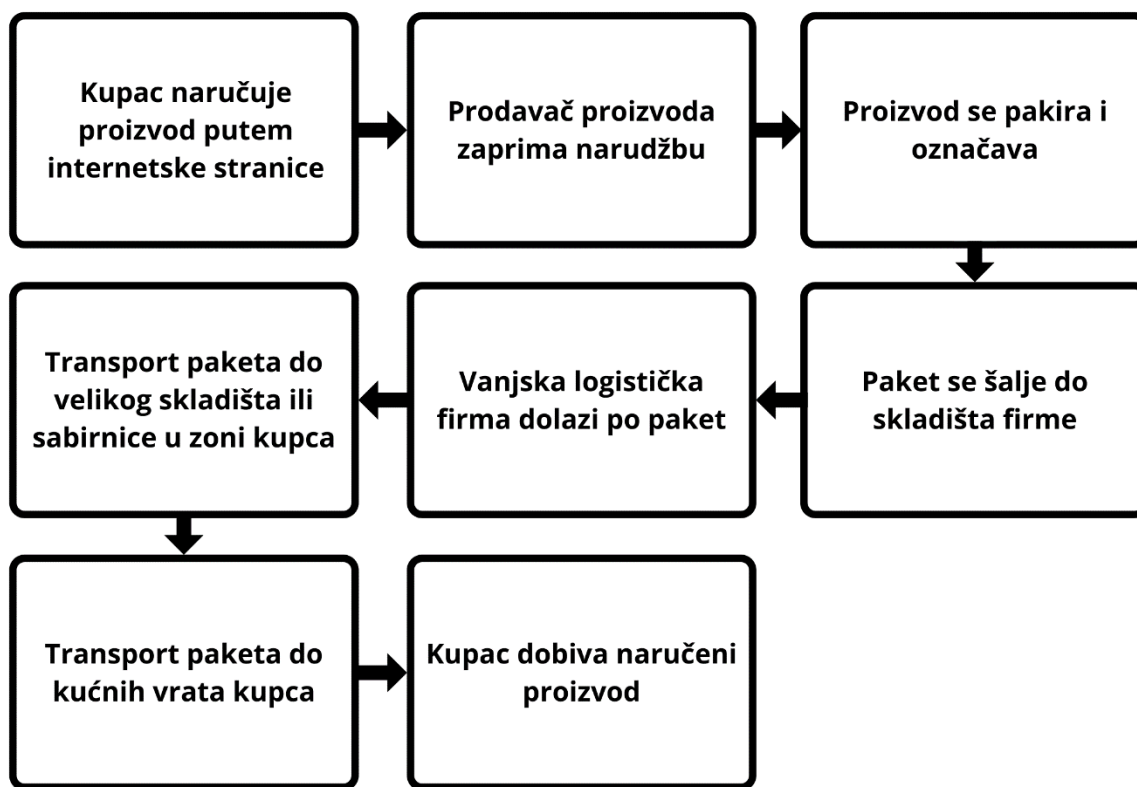 Kupac naručuje
proizvod putem
internetske stranice
Prodavač proizvoda
zaprima narudžbu
Proizvod se pakira i
označava
Paket se šalje do
skladišta firme
Vanjska logistička
firma dolazi po paket
Transport paketa do
velikog skladišta ili
sabirnice u zoni kupca
Transport paketa do
kućnih vrata kupca
Kupac dobiva naručeni
proizvod